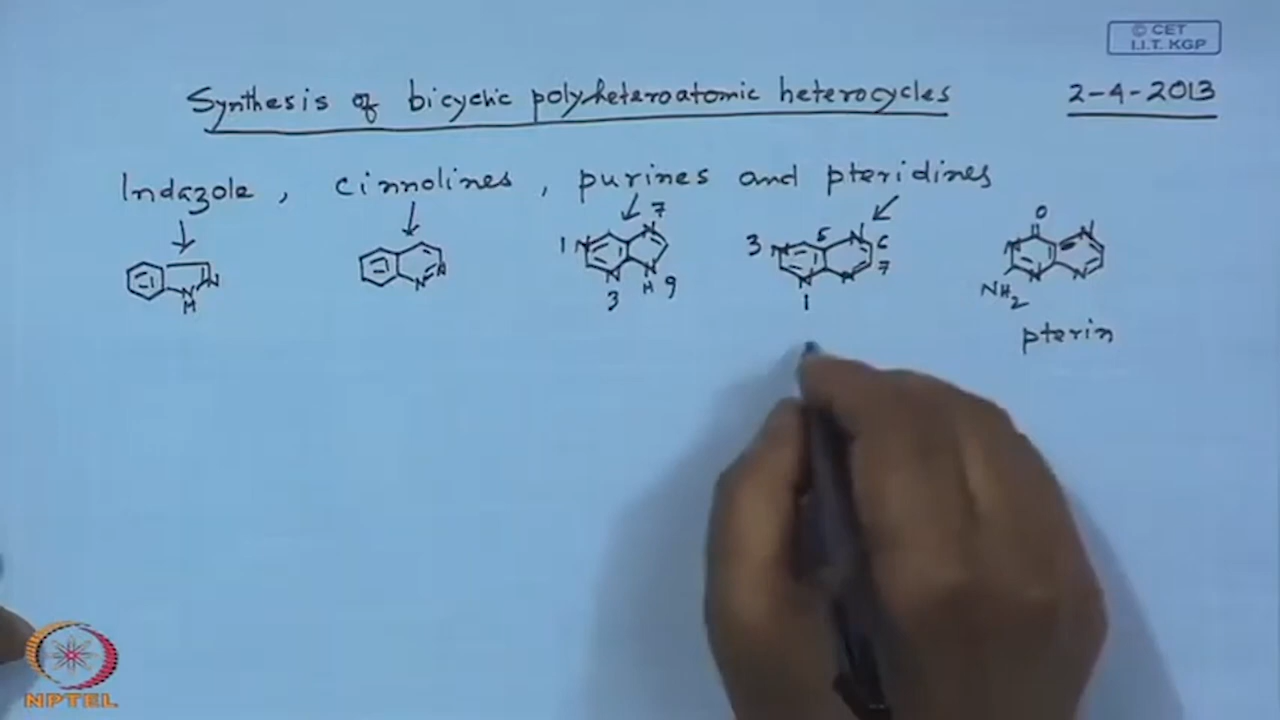 © CET
I.I.T. KGP
Synthesis of bicyclic polyheteroatomic heterocycles 2-4-2013
Indazole, cinnolines, purines and pteridines
N N H
N N
1 N N 3 N 7 N H 9
3 N N 1 5 N 6 7 N
O N N NH2 N N
pterin
NPTEL